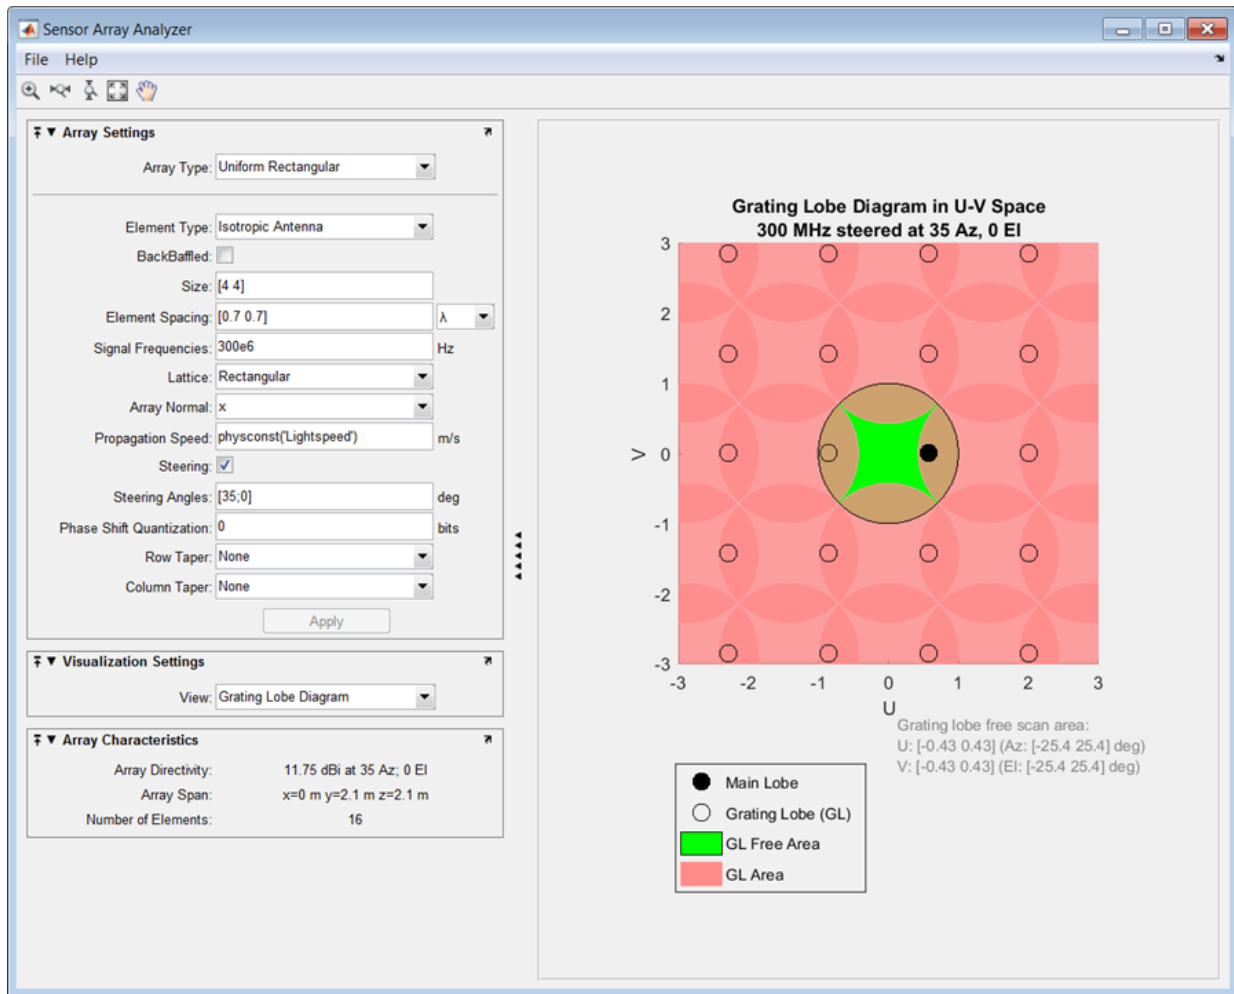 Sensor Array Analyzer
File Help
Array Settings
Array Type: Uniform Rectangular
Element Type: Isotropic Antenna
BackBaffled:
Size: [4 4]
Element Spacing: [0.7 0.7] λ
Signal Frequencies: 300e6 Hz
Lattice: Rectangular
Array Normal: x
Propagation Speed: physconst('Lightspeed') m/s
Steering:
Steering Angles: [35;0] deg
Phase Shift Quantization: 0 bits
Row Taper: None
Column Taper: None
Apply
Visualization Settings
View: Grating Lobe Diagram
Array Characteristics
Array Directivity: 11.75 dBi at 35 Az; 0 El
Array Span: x=0 m y=2.1 m z=2.1 m
Number of Elements: 16
Grating Lobe Diagram in U-V Space
300 MHz steered at 35 Az, 0 El
3
2
1
0
-1
-2
-3
V
-3 -2 -1 0 1 2 3
U
Grating lobe free scan area:
U: [-0.43 0.43] (Az: [-25.4 25.4] deg)
V: [-0.43 0.43] (El: [-25.4 25.4] deg)
Main Lobe
Grating Lobe (GL)
GL Free Area
GL Area